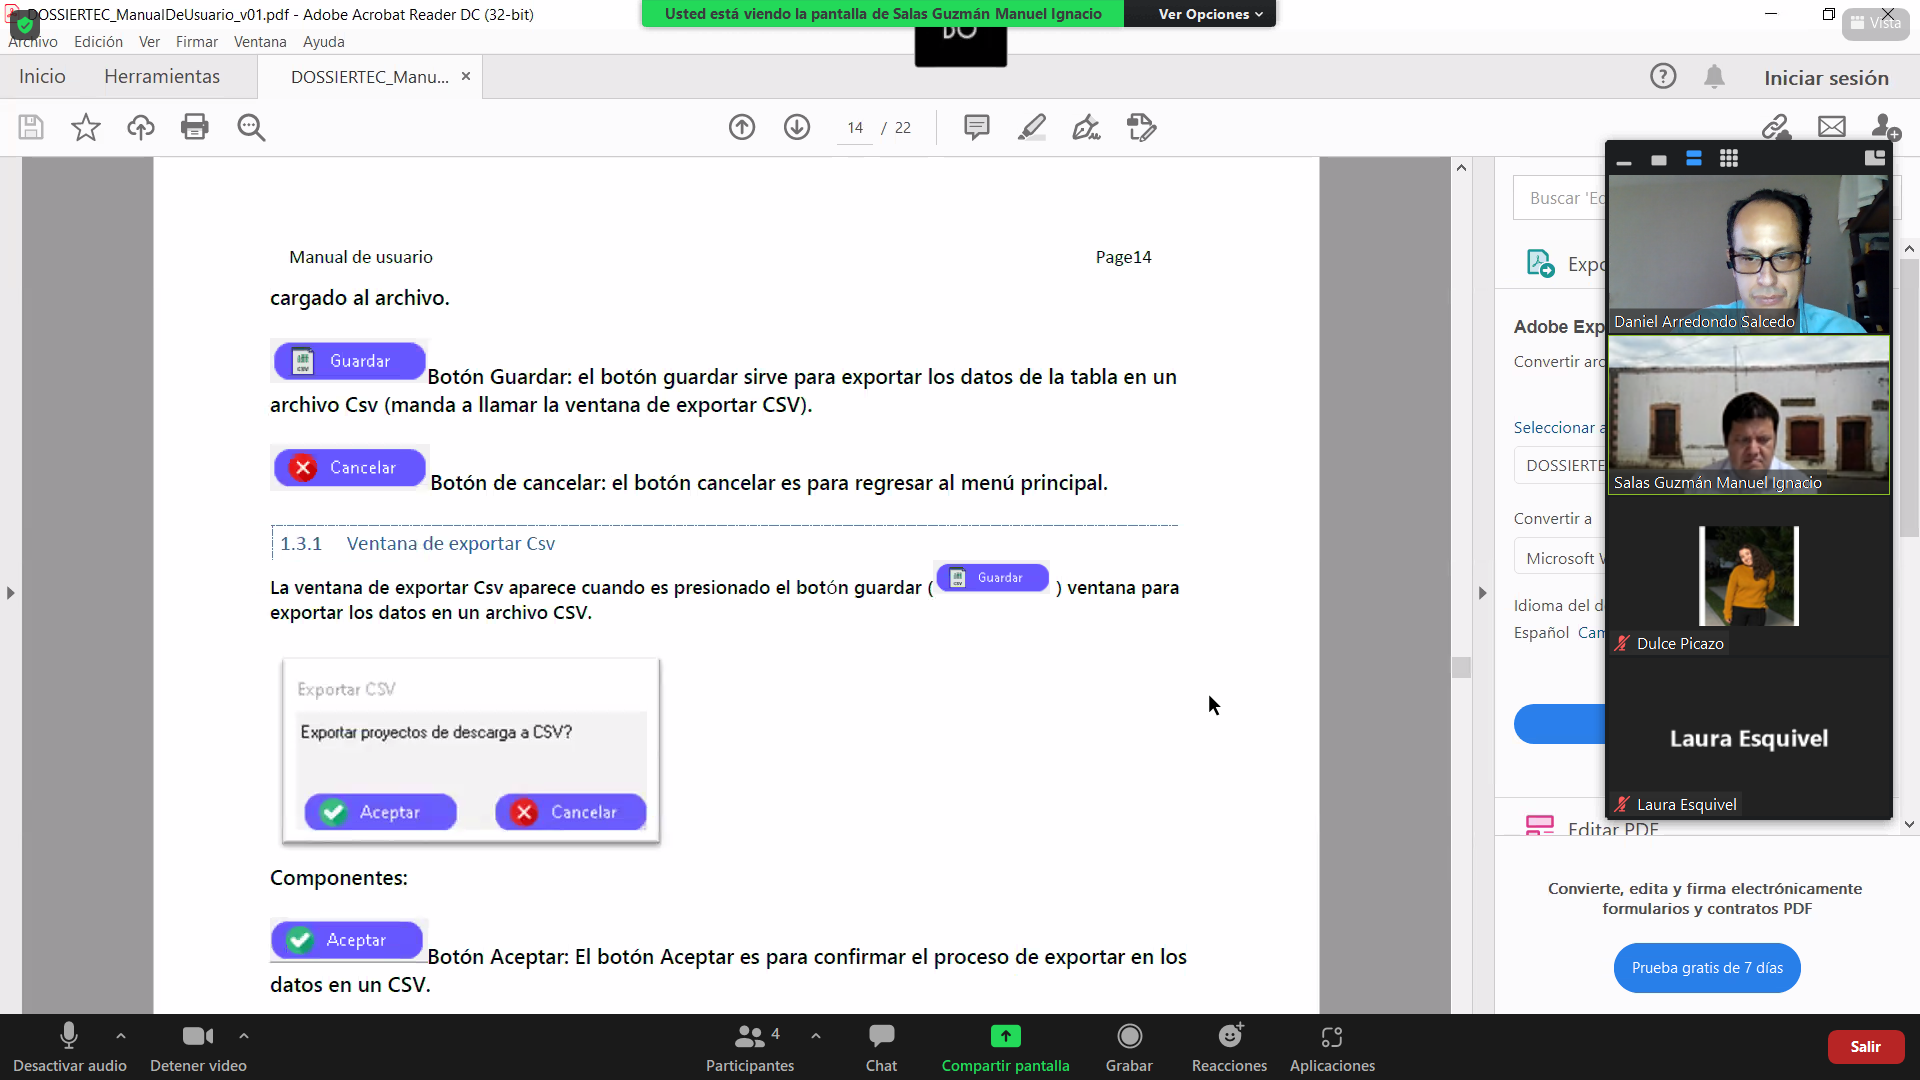 DOSSIERTEC_ManualDeUsuario_v01.pdf - Adobe Acrobat Reader DC (32-bit)
Usted está viendo la pantalla de Salas Guzmán Manuel Ignacio
Ver Opciones
Vista
Archivo Edición Ver Firmar Ventana Ayuda
Inicio Herramientas DOSSIERTEC_Manu... ×
Iniciar sesión
14 / 22
Buscar 'Ec
Manual de usuario Page14
cargado al archivo.
Guardar Botón Guardar: el botón guardar sirve para exportar los datos de la tabla en un
archivo Csv (manda a llamar la ventana de exportar CSV).
Cancelar Botón de cancelar: el botón cancelar es para regresar al menú principal.
1.3.1 Ventana de exportar Csv
La ventana de exportar Csv aparece cuando es presionado el botón guardar ( Guardar ) ventana para
exportar los datos en un archivo CSV.
Exportar CSV
Exportar proyectos de descarga a CSV?
Aceptar Cancelar
Componentes:
Aceptar Botón Aceptar: El botón Aceptar es para confirmar el proceso de exportar en los
datos en un CSV.
Expo
Adobe Exp
Convertir arc
Seleccionar a
DOSSIERTE
Convertir a
Microsoft W
Idioma del d
Español Cam
Editar PDF
Convierte, edita y firma electrónicamente
formularios y contratos PDF
Prueba gratis de 7 días
Daniel Arredondo Salcedo
Salas Guzmán Manuel Ignacio
Dulce Picazo
Laura Esquivel
Laura Esquivel
Desactivar audio
Detener video
4
Participantes
Chat
Compartir pantalla
Grabar
Reacciones
Aplicaciones
Salir